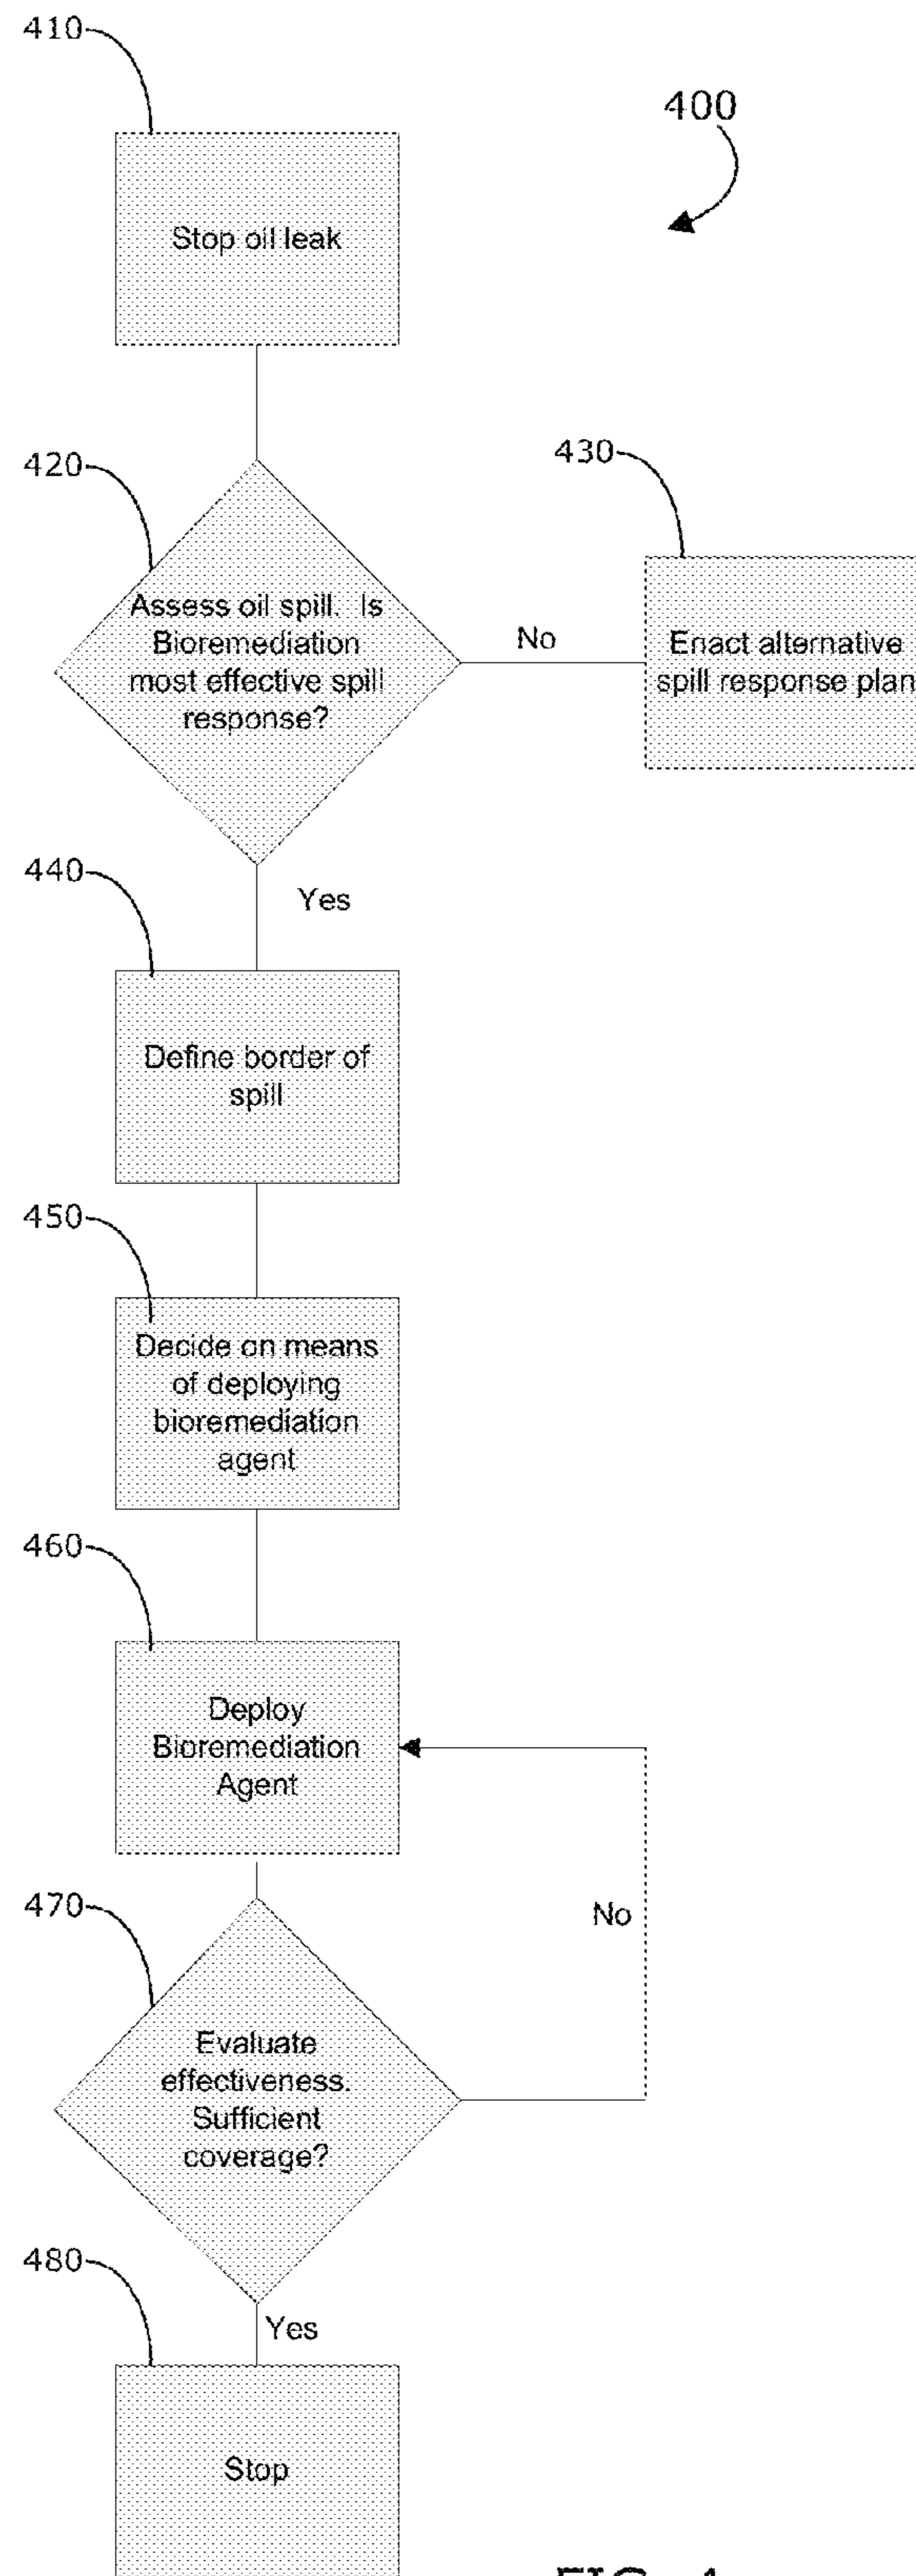 410
400
Stop oil leak
420
430
Assess oil spill. Is
Bioremediation
most effective spill
response?
No
Enact alternative
spill response plan
440
Yes
Define border of
spill
450
Decide on means
of deploying
bioremediation
agent
460
Deploy
Bioremediation
Agent
470
No
Evaluate
effectiveness.
Sufficient
coverage?
480
Yes
Stop